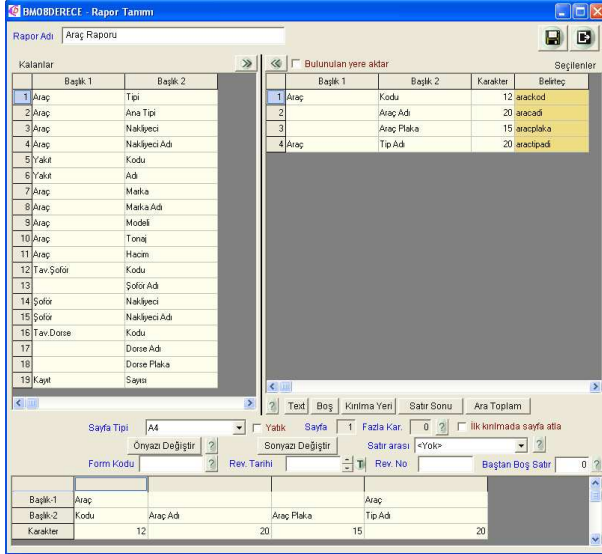 BMOBDERECE - Rapor Tanımı
Rapor Adı Araç Raporu
Kalanlar Bulunulan yere aktar Seçilenler
Başlık 1 Başlık 2
1 Araç Tipi
2 Araç Ana Tipi
3 Araç Nakliyeci
4 Araç Nakliyeci Adı
5 Yakıt Kodu
6 Yakıt Adı
7 Araç Marka
8 Araç Marka Adı
9 Araç Modeli
10 Araç Tonaj
11 Araç Hacim
12 Tav.Şoför Kodu
13 Şoför Adı
14 Şoför Nakliyeci
15 Şoför Nakliyeci Adı
16 Tav.Dorse Kodu
17 Dorse Adı
18 Dorse Plaka
19 Kayıt Sayısı
Başlık 1 Başlık 2 Karakter Belirteç
1 Araç Kodu 12 arackod
2 Araç Adı 20 aracadi
3 Araç Plaka 15 aracplaka
4 Araç Tip Adı 20 aractipadi
? Text Boş Kırılma Yeri Satır Sonu Ara Toplam
Sayfa Tipi A4 Yatık Sayfa 1 Fazla Kar. 0 ? İlk kırılmada sayfa atla
Önyazı Değiştir ? Sonyazı Değiştir Satır arası <Yok> ?
Form Kodu ? Rev. Tarihi Rev. No Baştan Boş Satır 0 ?
Başlık-1 Araç Araç
Başlık-2 Kodu Araç Adı Araç Plaka Tip Adı
Karakter 12 20 15 20